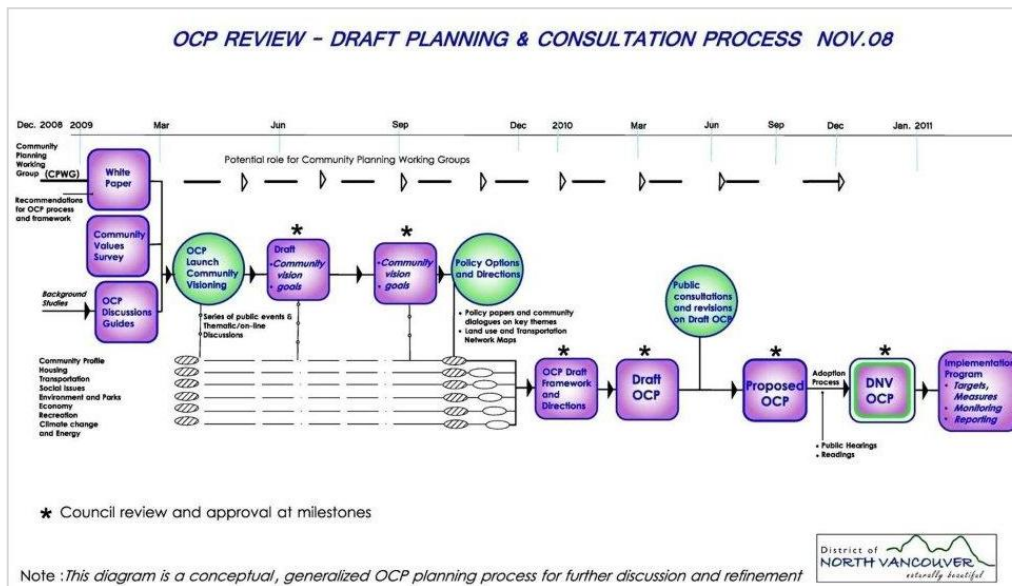 OCP REVIEW - DRAFT PLANNING & CONSULTATION PROCESS NOV.08
Dec. 2008 2009 Mar Jun Sep Dec 2010 Mar Jun Sep Dec Jan. 2011
Community
Planning
Working
Group (CPWG)
Potential role for Community Planning Working Groups
White
Paper
Recommendations
for OCP process
and framework
Community
Values
Survey
Background
Studies
OCP
Discussions
Guides
OCP
Launch
Community
Visioning
* Draft
• Community
vision
• goals
* • Community
vision
• goals
Policy Options
and Directions
• Series of public events &
Thematic/on-line
Discussions
• Policy papers and community
dialogues on key themes
• Land use and Transportation
Network Maps
Public
consultations
and revisions
on Draft OCP
Community Profile
Housing
Transportation
Social Issues
Environment and Parks
Economy
Recreation
Climate change
and Energy
* OCP Draft
Framework
and
Directions
* Draft
OCP
* Proposed
OCP
Adoption
Process
• Public Hearings
• Readings
* DNV
OCP
Implementation
Program
• Targets,
Measures
• Monitoring
• Reporting
* Council review and approval at milestones
Note : This diagram is a conceptual, generalized OCP planning process for further discussion and refinement
District of
NORTH VANCOUVER
naturally beautiful